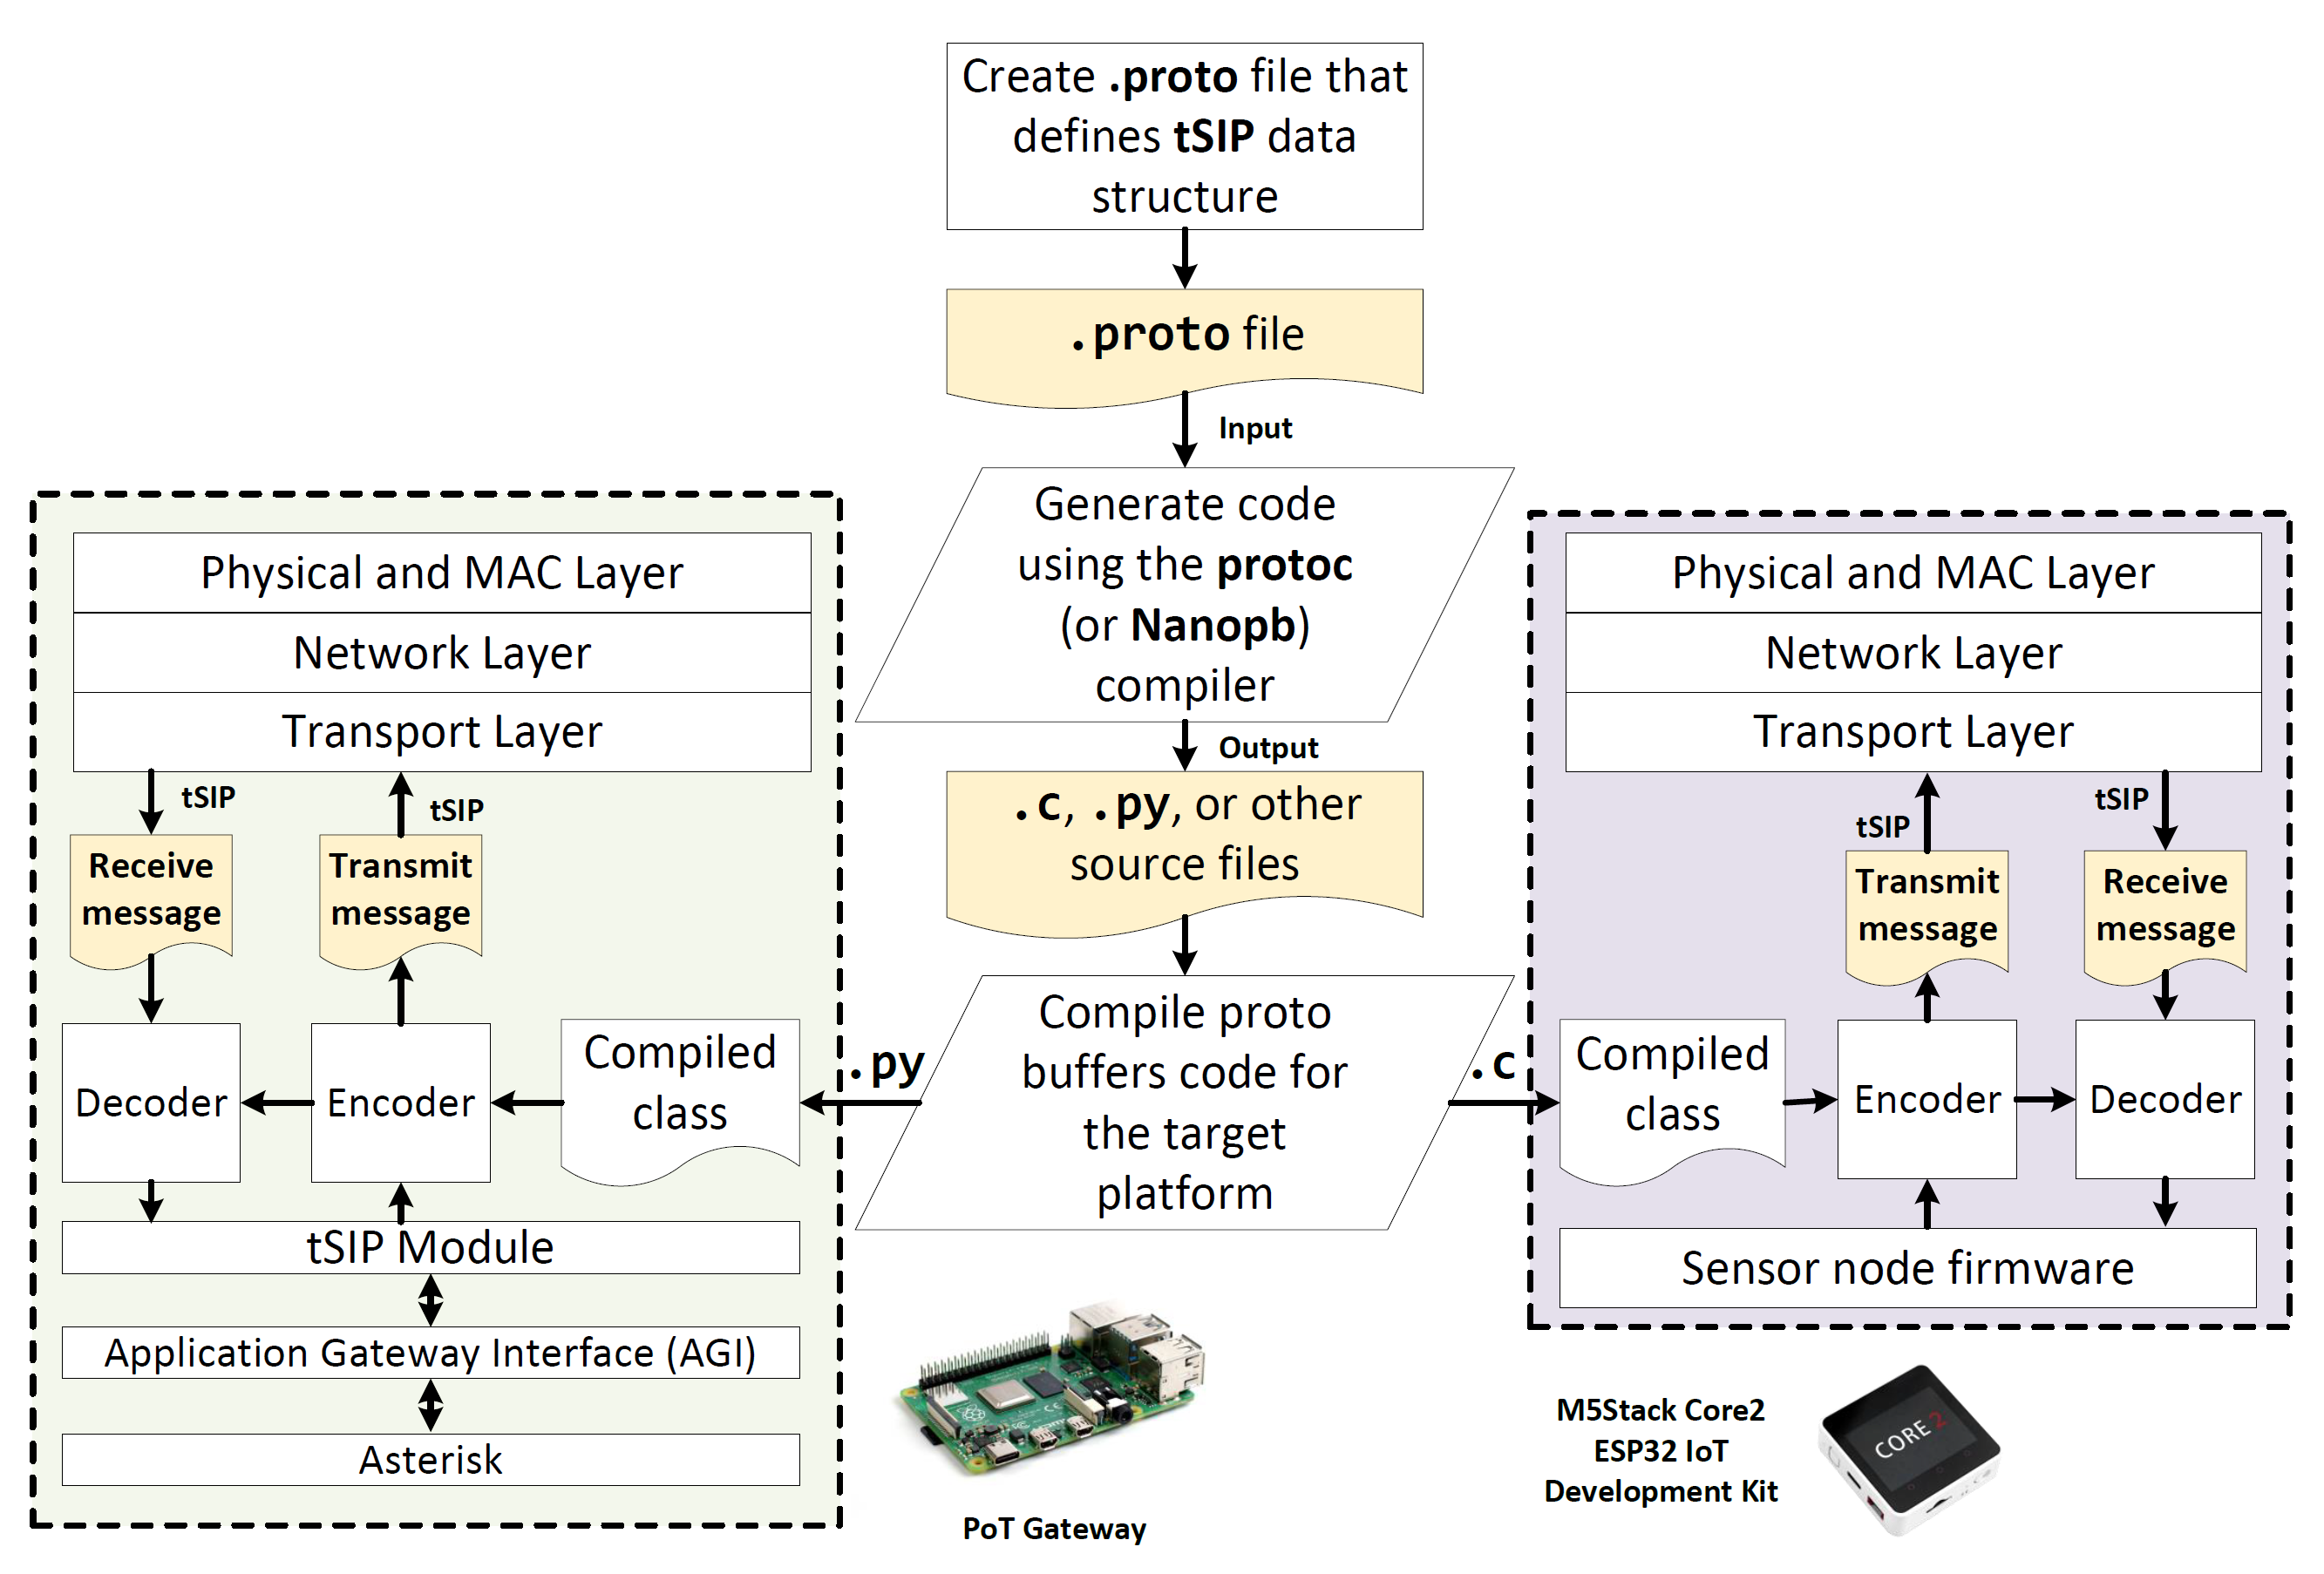 Create .proto file that
defines tSIP data
structure
.proto file
Input
Generate code
using the protoc
(or Nanopb)
compiler
Output
.c, .py, or other
source files
Compile proto
buffers code for
the target
platform
.py
.c
Physical and MAC Layer
Network Layer
Transport Layer
tSIP
tSIP
Receive
message
Transmit
message
Decoder
Encoder
Compiled
class
tSIP Module
Application Gateway Interface (AGI)
Asterisk
PoT Gateway
Physical and MAC Layer
Network Layer
Transport Layer
tSIP
tSIP
Transmit
message
Receive
message
Compiled
class
Encoder
Decoder
Sensor node firmware
M5Stack Core2
ESP32 IoT
Development Kit
CORE 2